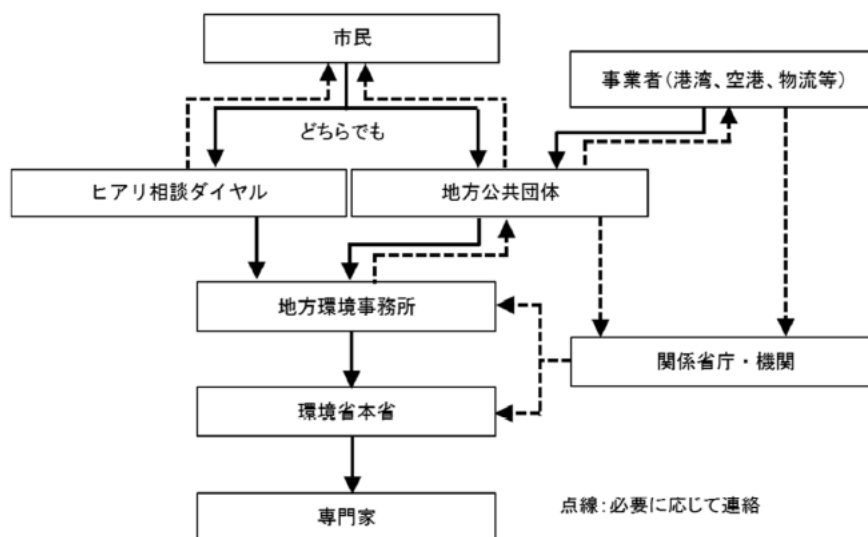 市民
事業者(港湾、空港、物流等)
どちらでも
ヒアリ相談ダイヤル
地方公共団体
地方環境事務所
関係省庁・機関
環境省本省
専門家
点線:必要に応じて連絡